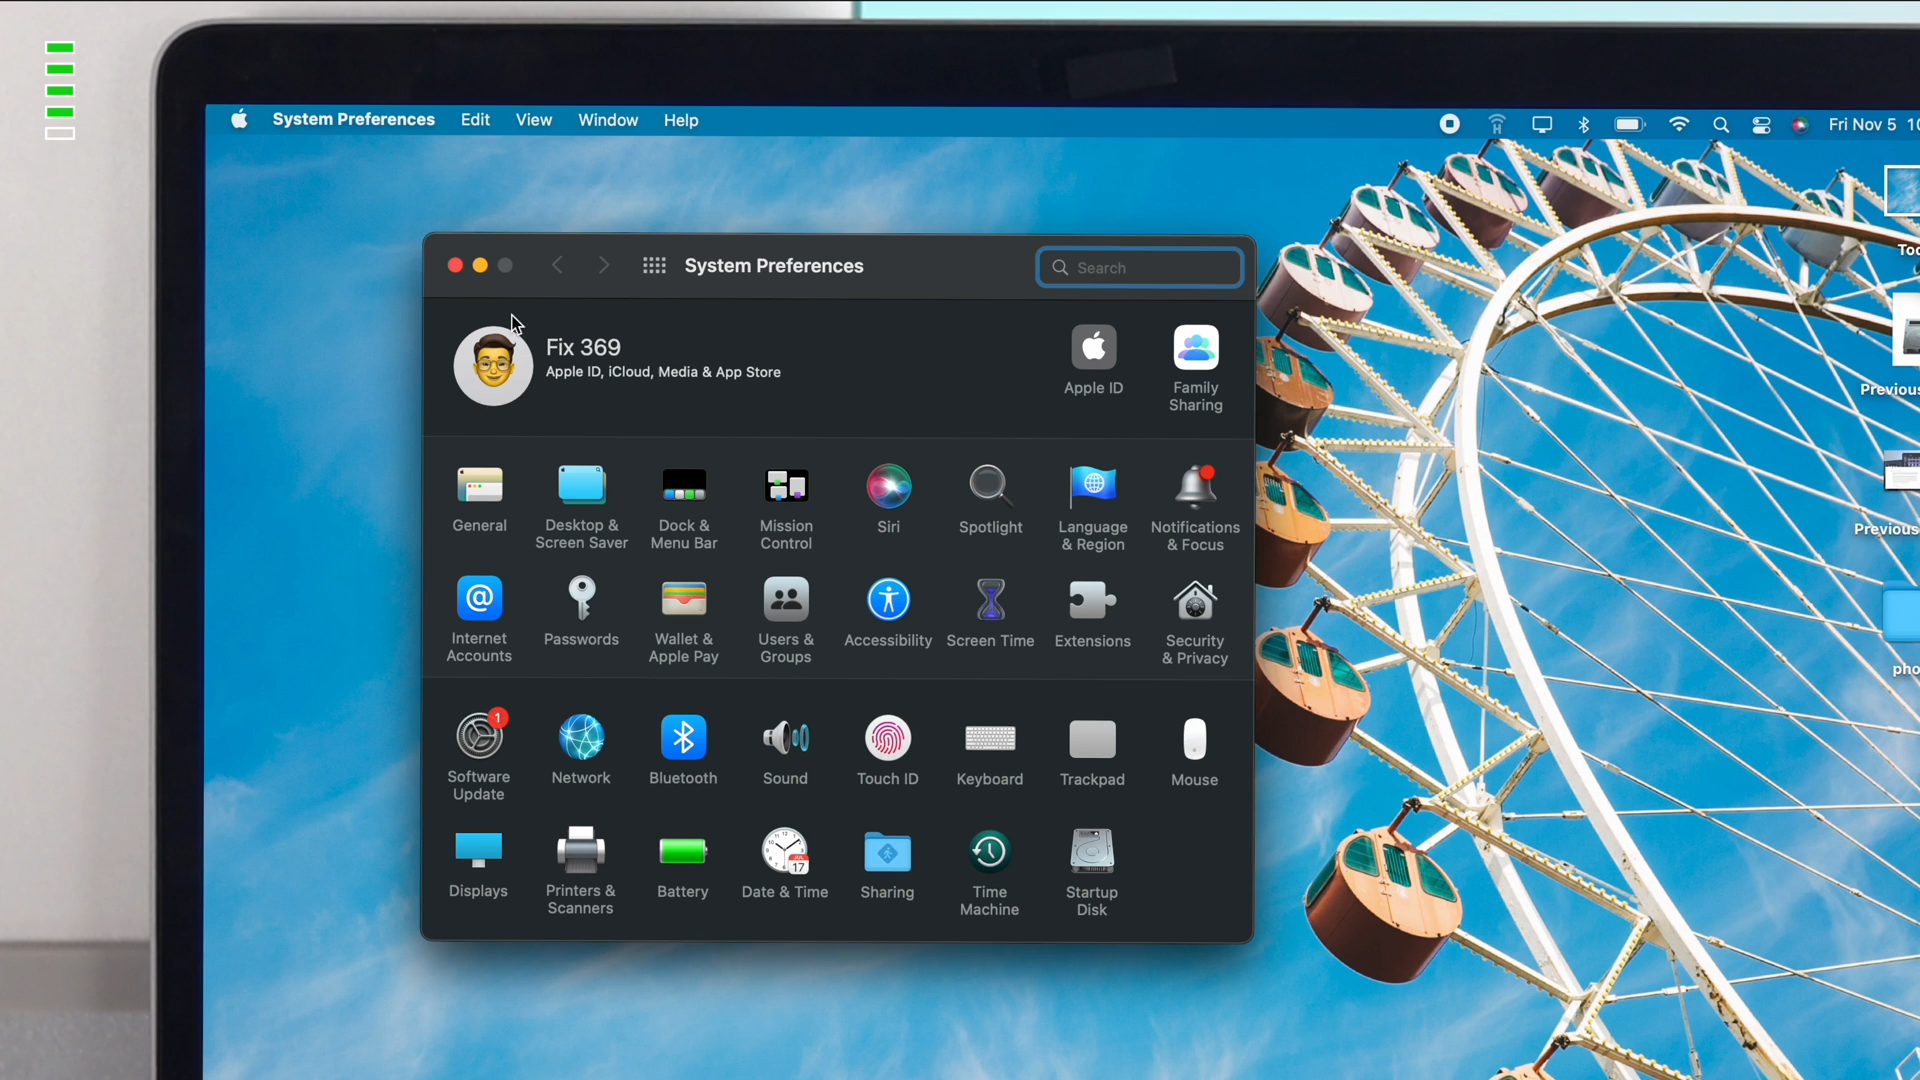 System Preferences Edit View Window Help
Fri Nov 5
System Preferences
Search
Fix 369
Apple ID, iCloud, Media & App Store
Apple ID
Family
Sharing
General
Desktop &
Screen Saver
Dock &
Menu Bar
Mission
Control
Siri
Spotlight
Language
& Region
Notifications
& Focus
Internet
Accounts
Passwords
Wallet &
Apple Pay
Users &
Groups
Accessibility
Screen Time
Extensions
Security
& Privacy
1
Software
Update
Network
Bluetooth
Sound
Touch ID
Keyboard
Trackpad
Mouse
Displays
Printers &
Scanners
Battery
JUL
17
Date & Time
Sharing
Time
Machine
Startup
Disk
Previous
Previous